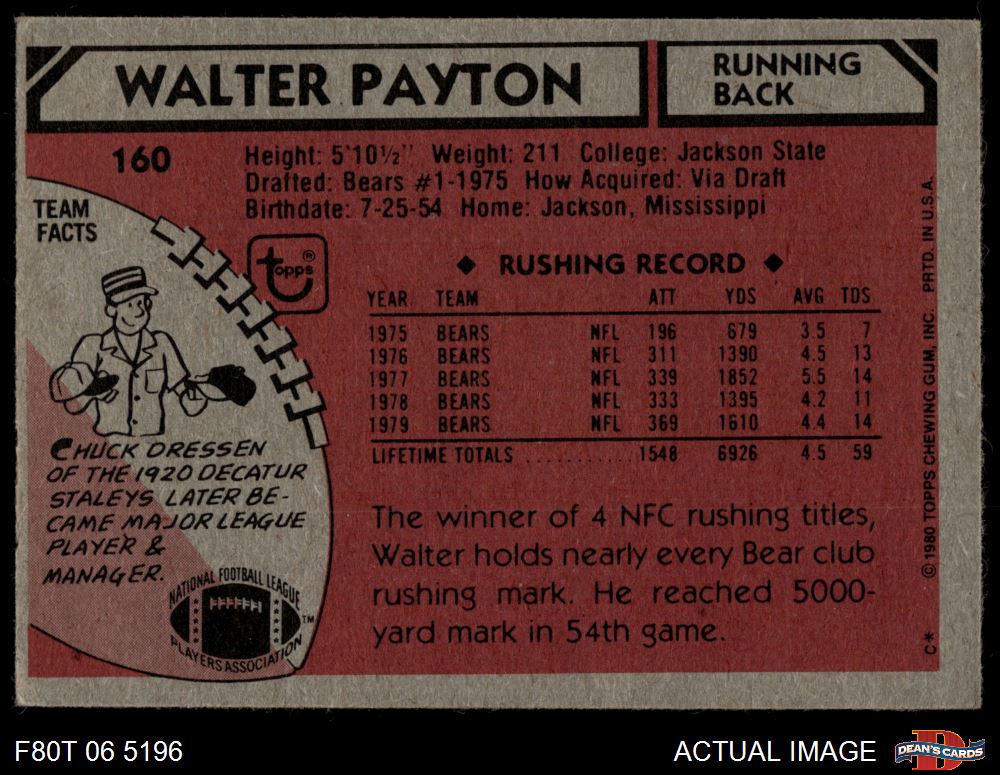 WALTER PAYTON
RUNNING
BACK
160
Height: 5'10½" Weight: 211 College: Jackson State
Drafted: Bears #1-1975 How Acquired: Via Draft
Birthdate: 7-25-54 Home: Jackson, Mississippi
TEAM
FACTS
topps®
◆ RUSHING RECORD ◆
YEAR TEAM ATT YDS AVG TDS
1975 BEARS NFL 196 679 3.5 7
1976 BEARS NFL 311 1390 4.5 13
1977 BEARS NFL 339 1852 5.5 14
1978 BEARS NFL 333 1395 4.2 11
1979 BEARS NFL 369 1610 4.4 14
LIFETIME TOTALS ........... 1548 6926 4.5 59
CHUCK DRESSEN
OF THE 1920 DECATUR
STALEYS LATER BE-
CAME MAJOR LEAGUE
PLAYER &
MANAGER.
NATIONAL FOOTBALL LEAGUE
PLAYERS ASSOCIATION
TM
The winner of 4 NFC rushing titles,
Walter holds nearly every Bear club
rushing mark. He reached 5000-
yard mark in 54th game.
C* © 1980 TOPPS CHEWING GUM, INC. PRTD. IN U.S.A.
F80T 06 5196
ACTUAL IMAGE
D
DEAN'S CARDS